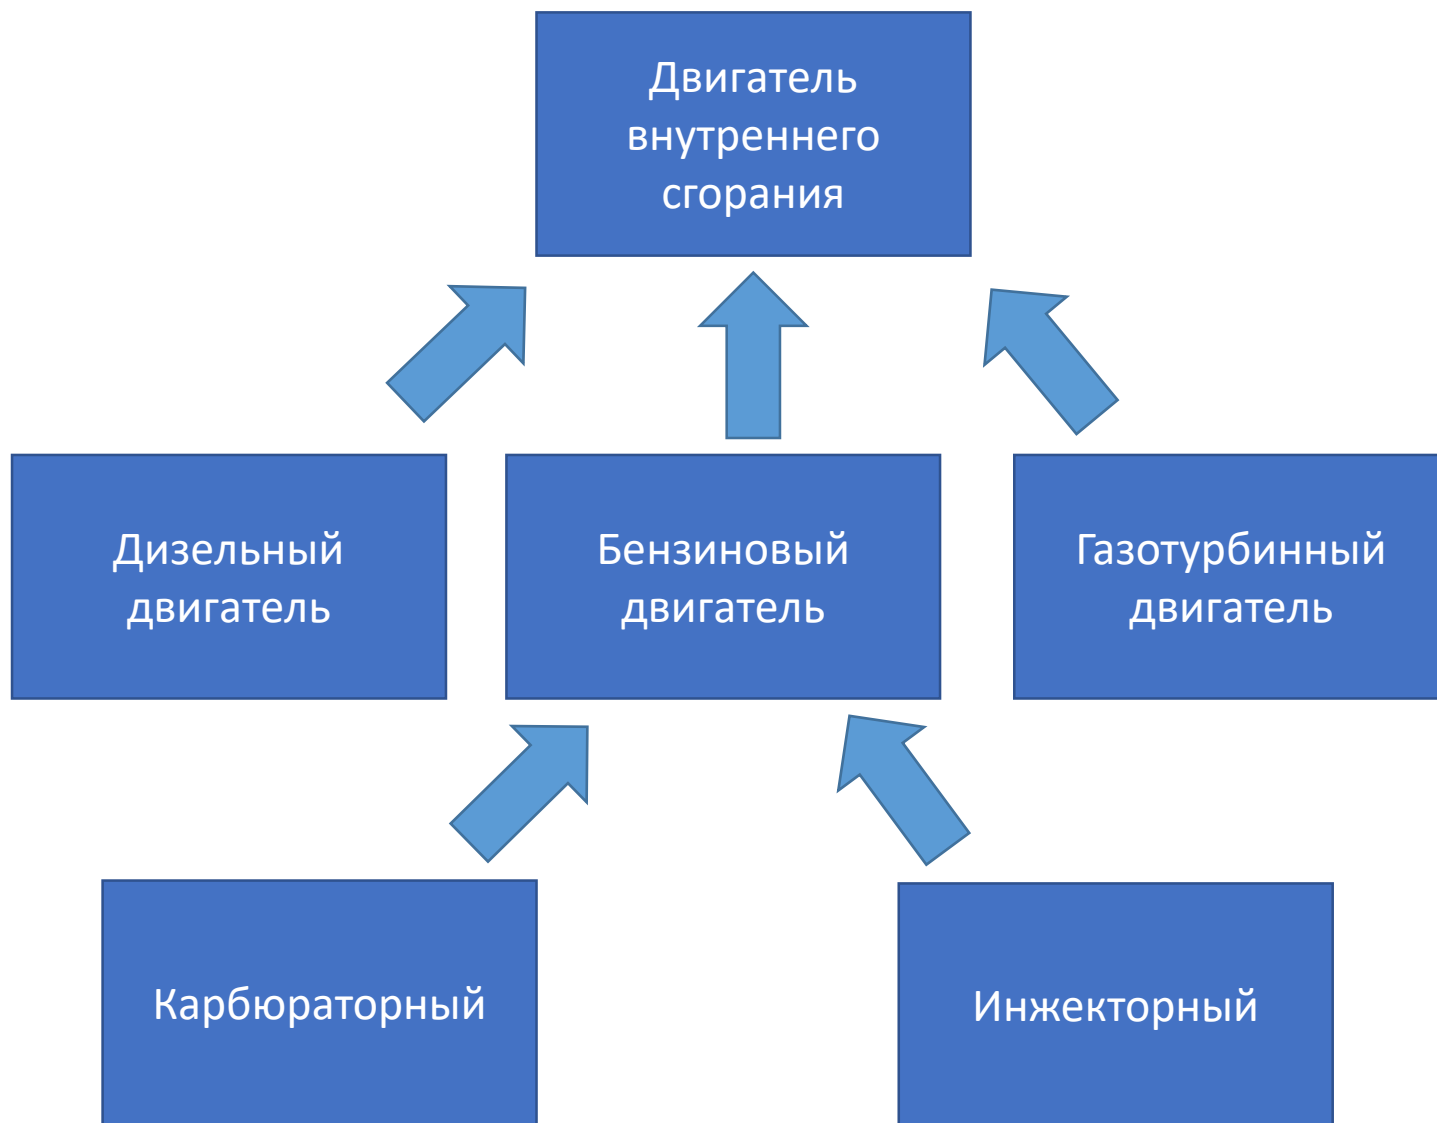 Двигатель
внутреннего
сгорания
Дизельный
двигатель
Бензиновый
двигатель
Газотурбинный
двигатель
Карбюраторный
Инжекторный